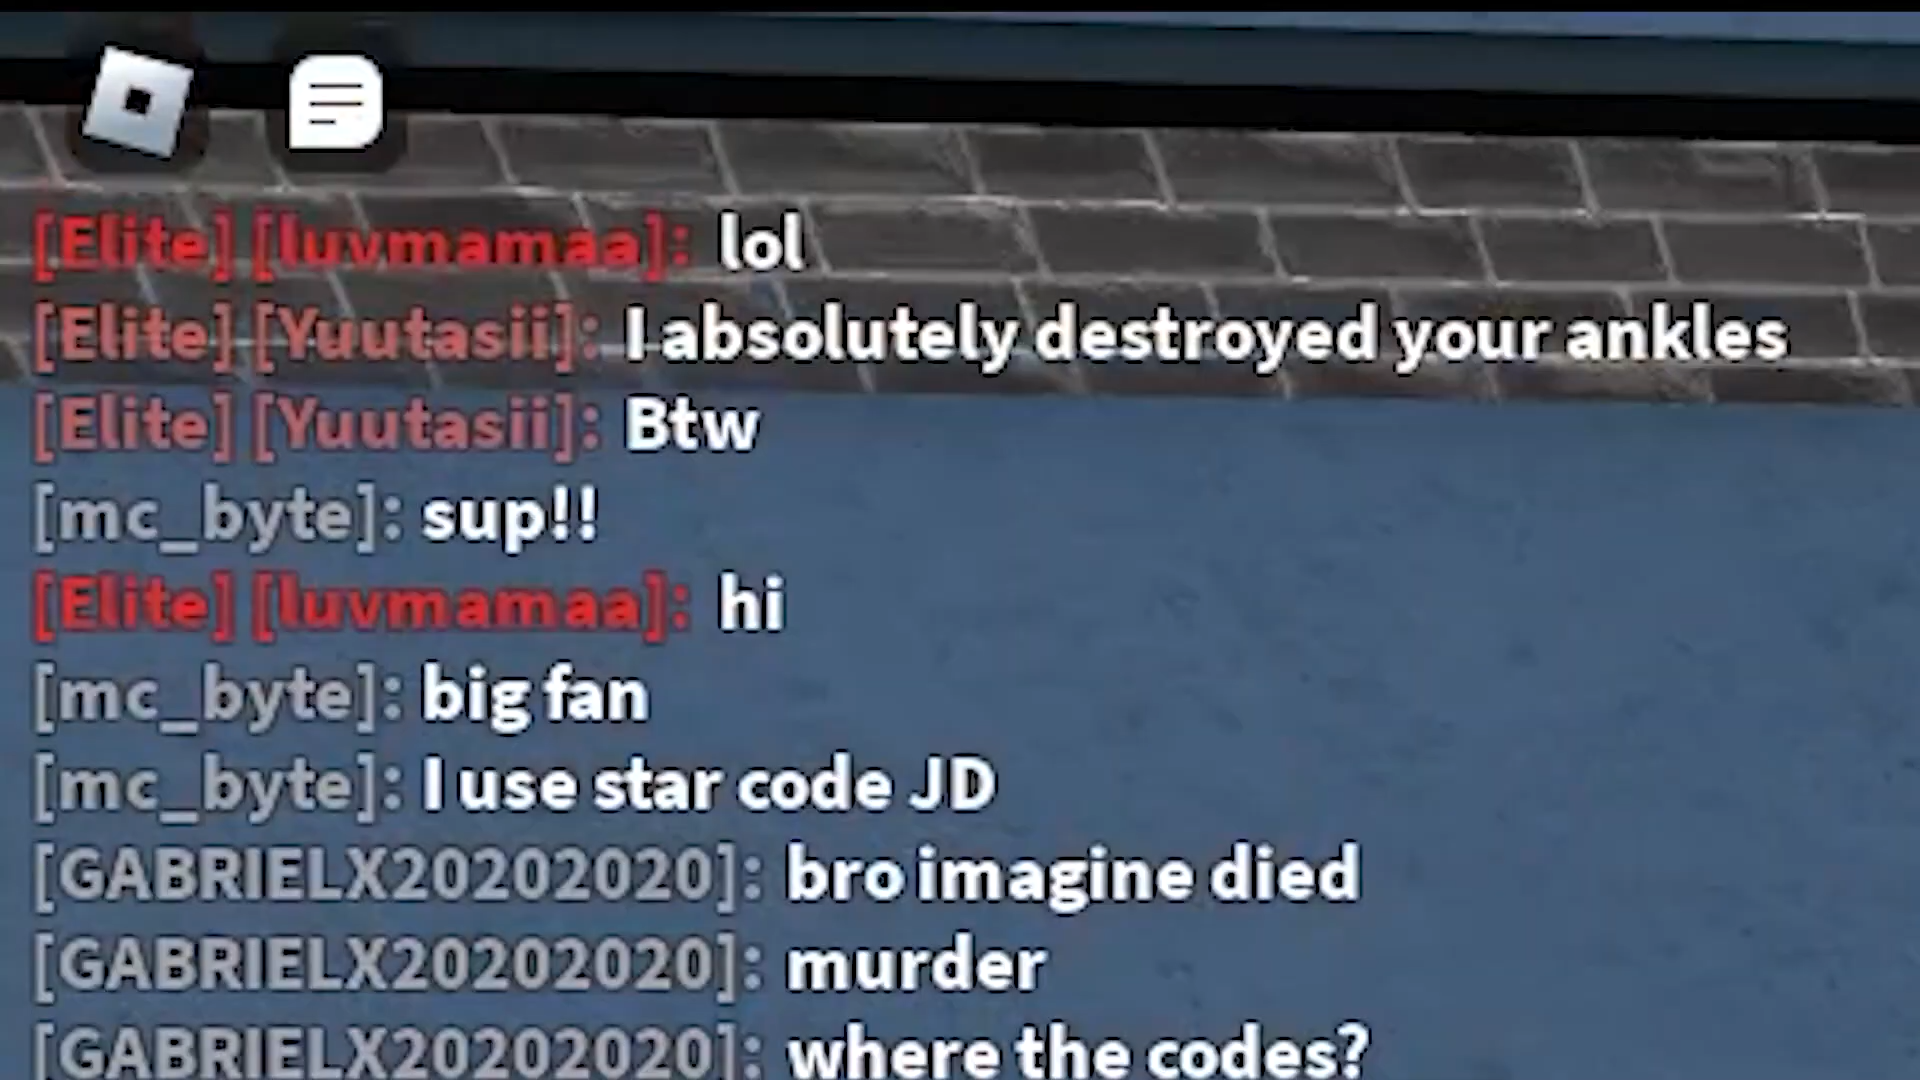 [Elite] [luvmamaa]: lol
[Elite] [Yuutasii]: I absolutely destroyed your ankles
[Elite] [Yuutasii]: Btw
[mc_byte]: sup!!
[Elite] [luvmamaa]: hi
[mc_byte]: big fan
[mc_byte]: I use star code JD
[GABRIELX20202020]: bro imagine died
[GABRIELX20202020]: murder
[GABRIELX20202020]: where the codes?